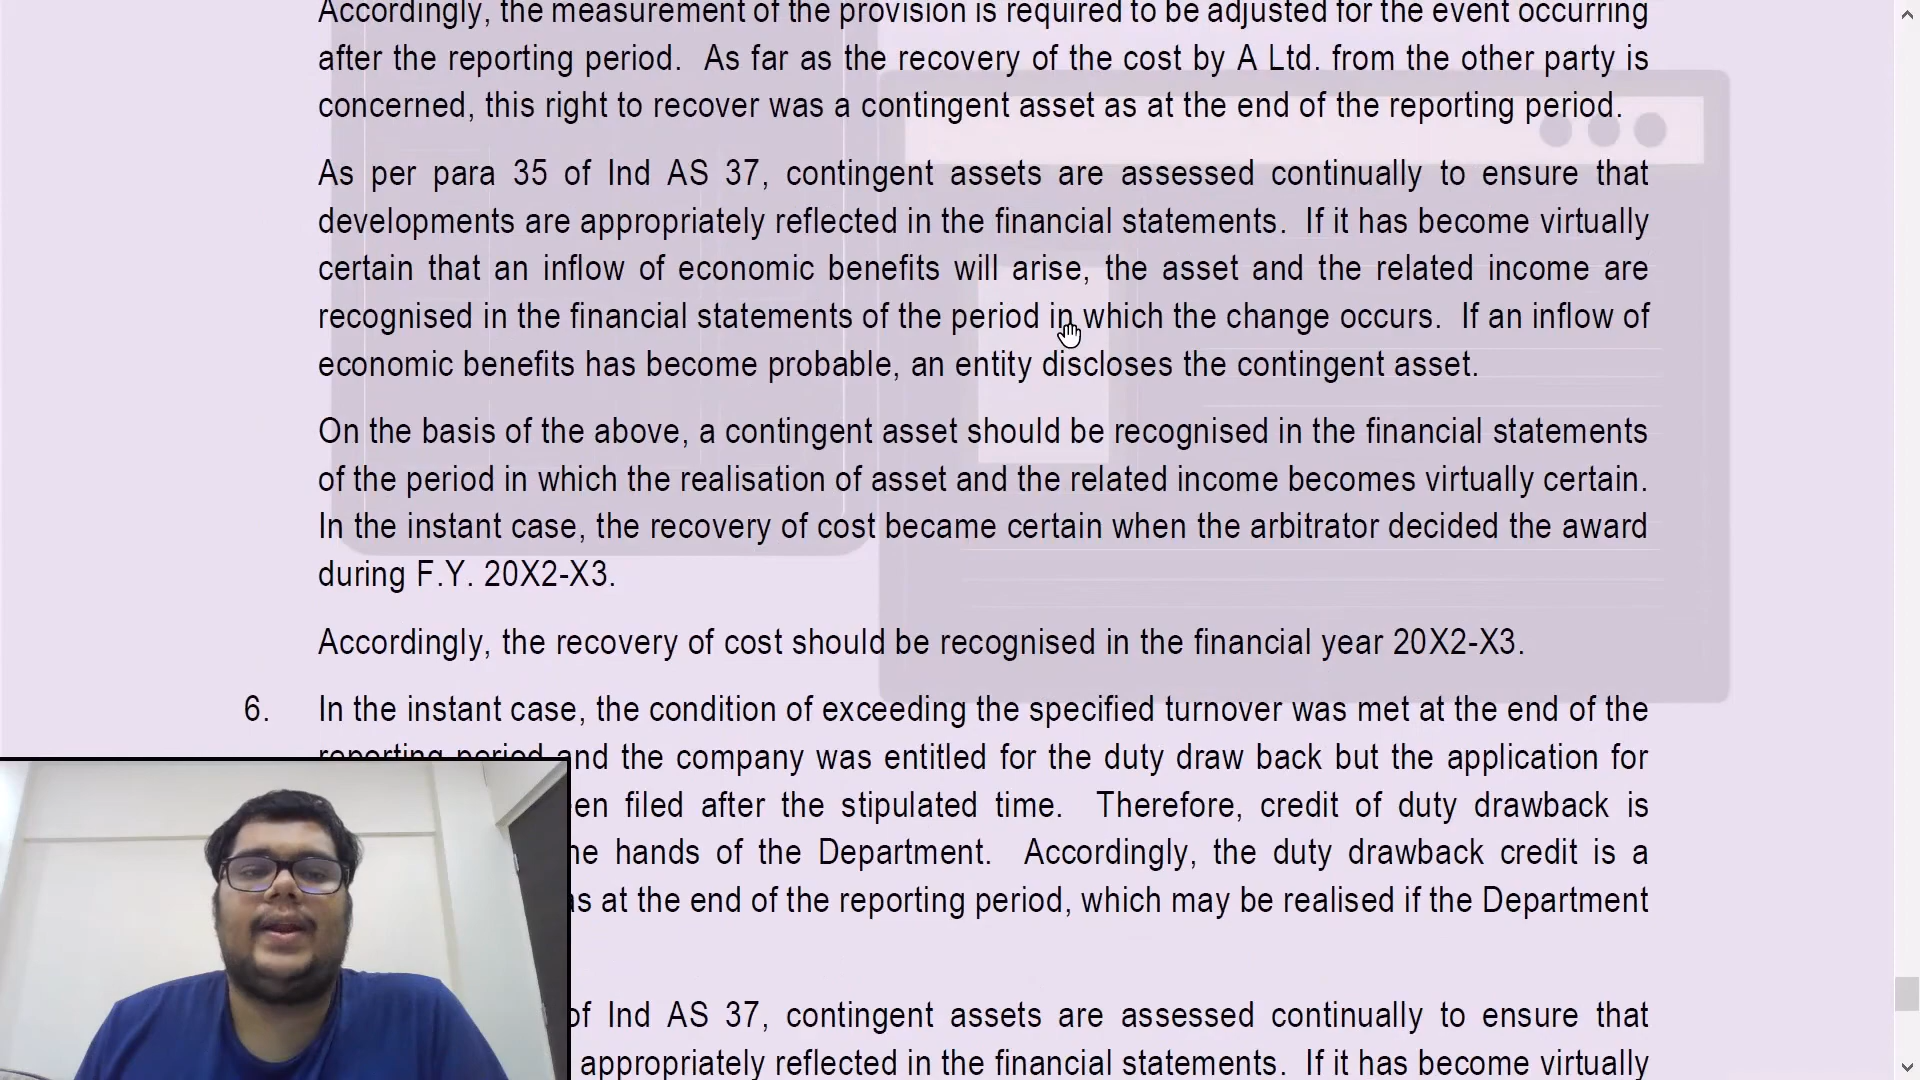 Accordingly, the measurement of the provision is required to be adjusted for the event occurring
after the reporting period. As far as the recovery of the cost by A Ltd. from the other party is
concerned, this right to recover was a contingent asset as at the end of the reporting period.
As per para 35 of Ind AS 37, contingent assets are assessed continually to ensure that
developments are appropriately reflected in the financial statements. If it has become virtually
certain that an inflow of economic benefits will arise, the asset and the related income are
recognised in the financial statements of the period in which the change occurs. If an inflow of
economic benefits has become probable, an entity discloses the contingent asset.
On the basis of the above, a contingent asset should be recognised in the financial statements
of the period in which the realisation of asset and the related income becomes virtually certain.
In the instant case, the recovery of cost became certain when the arbitrator decided the award
during F.Y. 20X2-X3.
Accordingly, the recovery of cost should be recognised in the financial year 20X2-X3.
6. In the instant case, the condition of exceeding the specified turnover was met at the end of the
reporting period and the company was entitled for the duty draw back but the application for
filed after the stipulated time. Therefore, credit of duty drawback is
hands of the Department. Accordingly, the duty drawback credit is a
as at the end of the reporting period, which may be realised if the Department
of Ind AS 37, contingent assets are assessed continually to ensure that
appropriately reflected in the financial statements. If it has become virtually